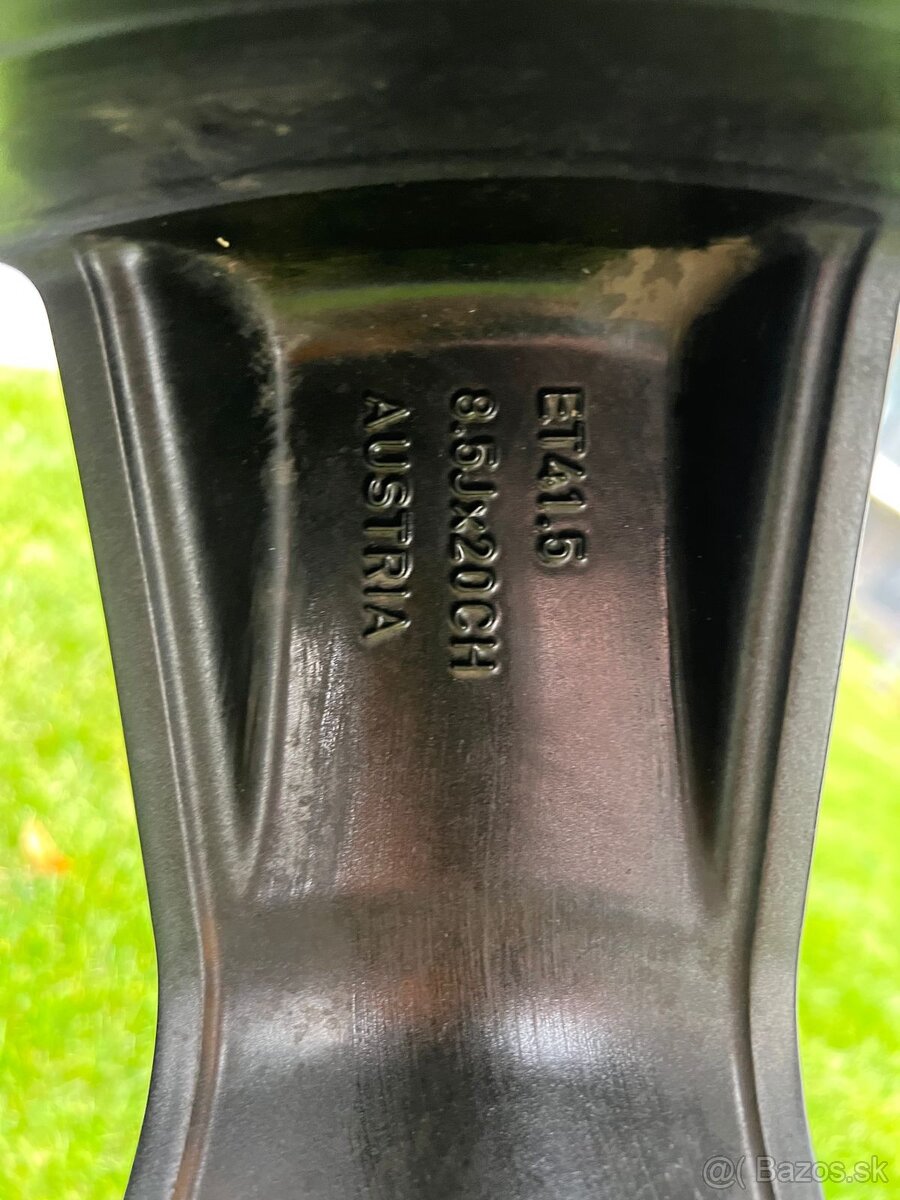 ET41.5
8.5Jx20CH
AUSTRIA
@( Bazos.sk